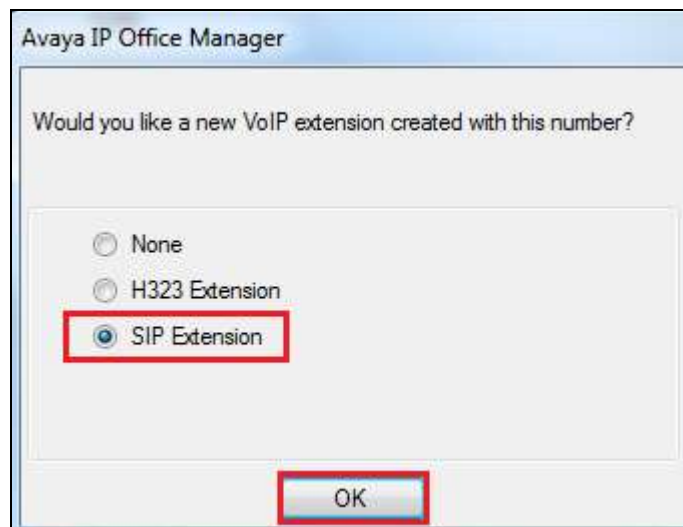 Avaya IP Office Manager
Would you like a new VoIP extension created with this number?
None
H323 Extension
SIP Extension
OK